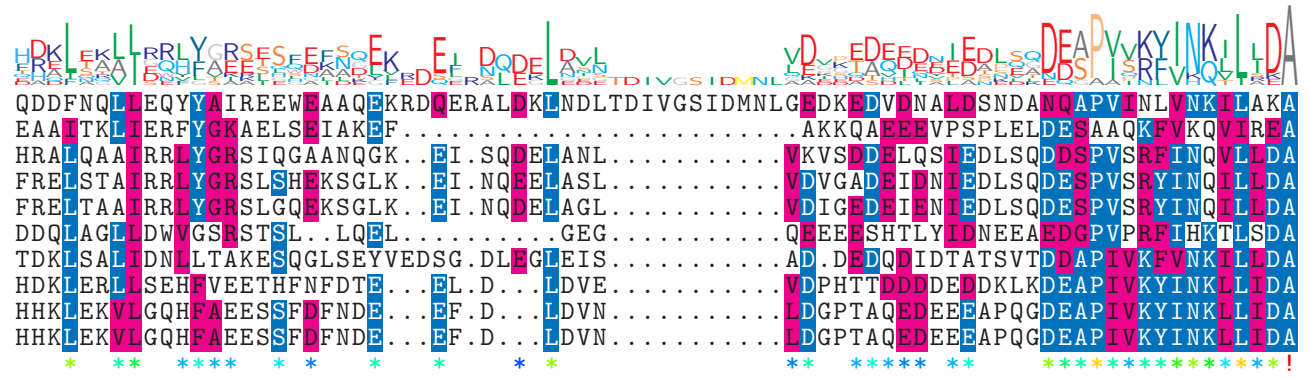 QDDFNQLLEQYYAIREEWEAAQEKRDQERALDKLNDLTDIVGSIDMNLGEDKEDVDNALDSNDANQAPVINLVNKILAKA
EAAITKLIERFYGKAELSEIAKEF.........................AKKQAEEEVPSPLELDESAAQKFVKQVIREA
HRALQAAIRRLYGRSIQGAANQGK..EI.SQDELANL...........VKVSDDELQSIEDLSQDDSPVSRFINQVLLDA
FRELSTAIRRLYGRSLSHEKSGLK..EI.NQEELASL...........VDVGADEIDNIEDLSQDESPVSRYINQILLDA
FRELTAAIRRLYGRSLGQEKSGLK..EI.NQDELAGL...........VDIGEDEIENIEDLSQDESPVSRYINQILLDA
DDQLAGLLDWVGSRSTSL..LQEL..........GEG...........QEEEESHTLYIDNEEAEDGPVPRFIHKTLSDA
TDKLSALIDNLLTAKESQGLSEYVEDSG.DLEGLEIS...........AD.DEDQDIDTATSVTDDAPIVKFVNKILLDA
HDKLERLLSEHFVEETHFNFDTE...EL.D...LDVE...........VDPHTTDDDDEDDKLKDEAPIVKYINKLLIDA
HHKLEKVLGQHFAEESSFDFNDE...EF.D...LDVN...........LDGPTAQEDEEEAPQGDEAPIVKYINKLLIDA
HHKLEKVLGQHFAEESSFDFNDE...EF.D...LDVN...........LDGPTAQEDEEEAPQGDEAPIVKYINKLLIDA
   *  **  ****  * *   *   *    * *              **  ***** **    ***************!